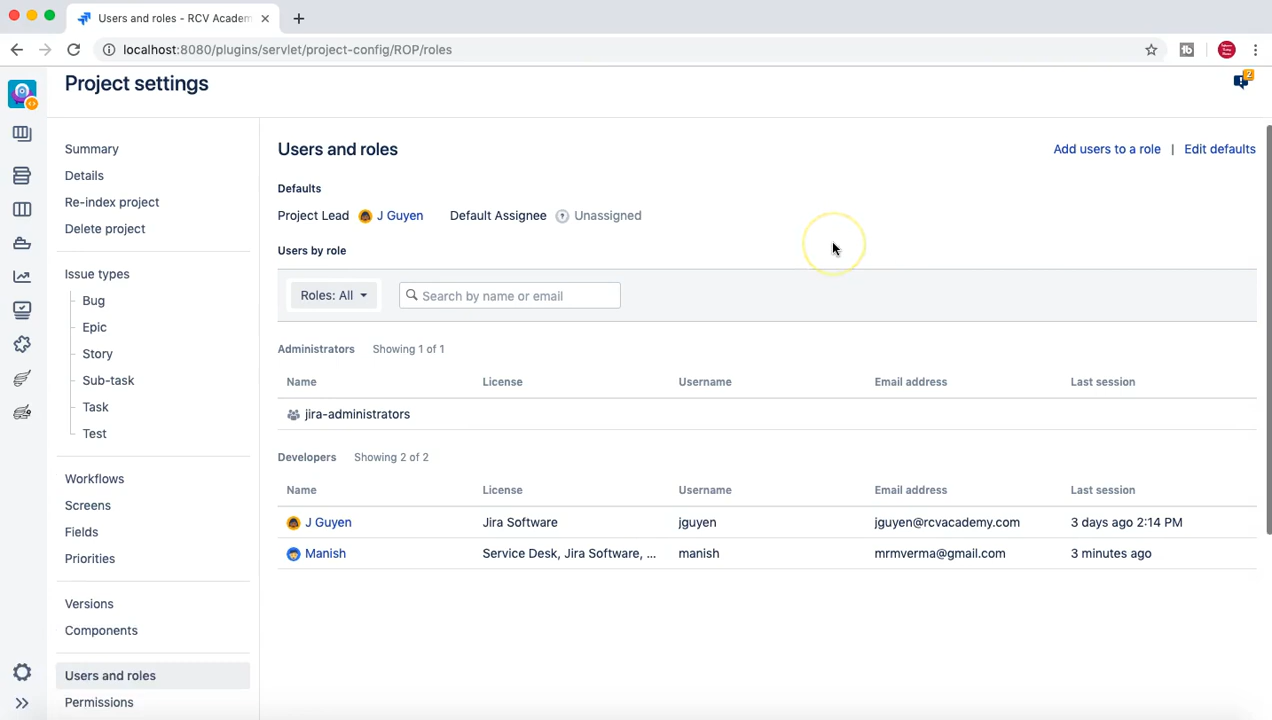 Users and roles - RCV Academ
localhost:8080/plugins/servlet/project-config/ROP/roles
Project settings
2
Summary
Details
Re-index project
Delete project
Issue types
Bug
Epic
Story
Sub-task
Task
Test
Workflows
Screens
Fields
Priorities
Versions
Components
Users and roles
Permissions
Users and roles
Add users to a role | Edit defaults
Defaults
Project Lead J Guyen Default Assignee Unassigned
Users by role
Roles: All Search by name or email
Administrators Showing 1 of 1
Name License Username Email address Last session
jira-administrators
Developers Showing 2 of 2
Name License Username Email address Last session
J Guyen Jira Software jguyen jguyen@rcvacademy.com 3 days ago 2:14 PM
Manish Service Desk, Jira Software, ... manish mrmverma@gmail.com 3 minutes ago